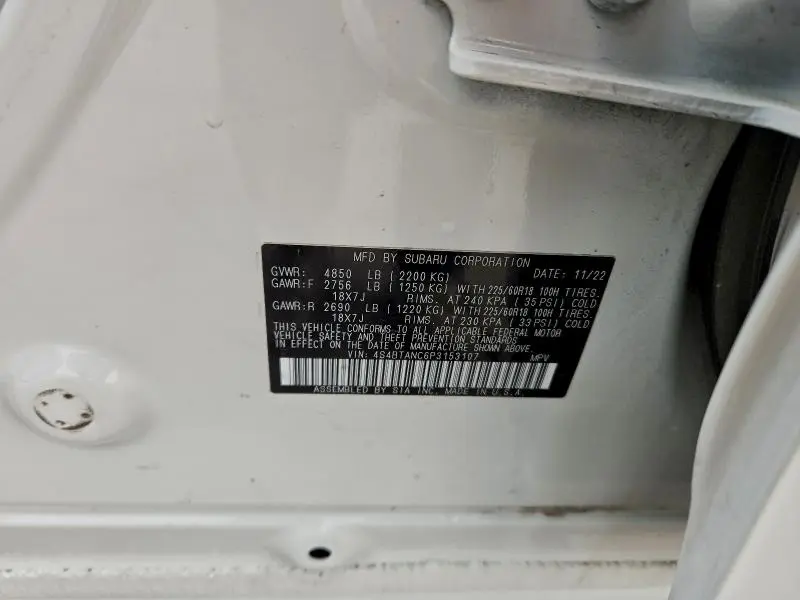 MFD BY SUBARU CORPORATION
GVWR: 4850 LB ( 2200 KG) DATE: 11/22
GAWR:F 2756 LB ( 1250 KG) WITH 225/60R18 100H TIRES.
18X7J RIMS. AT 240 KPA ( 35 PSI) COLD
GAWR:R 2690 LB ( 1220 KG) WITH 225/60R18 100H TIRES.
18X7J RIMS. AT 230 KPA ( 33 PSI) COLD
THIS VEHICLE CONFORMS TO ALL APPLICABLE FEDERAL MOTOR
VEHICLE SAFETY AND THEFT PREVENTION STANDARDS
IN EFFECT ON THE DATE OF MANUFACTURE SHOWN ABOVE.
VIN: 4S4BTANC6P3153107 MPV
ASSEMBLED BY SIA INC. MADE IN U.S.A.